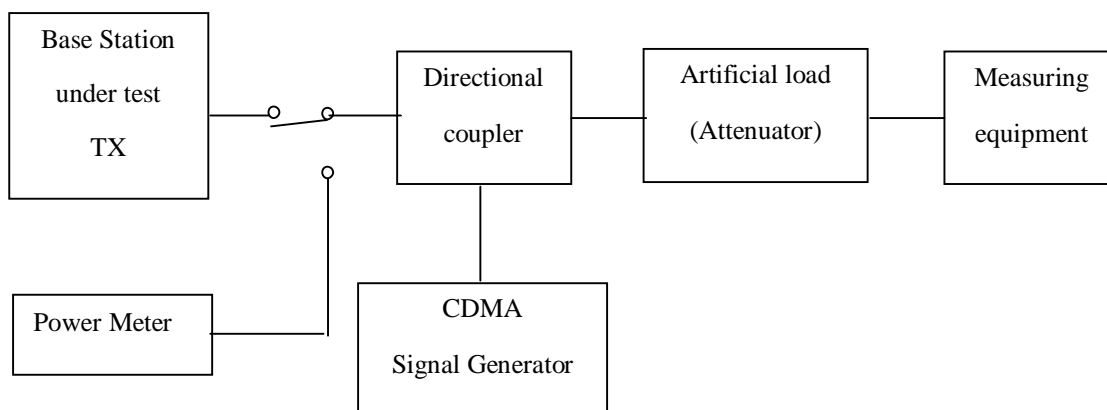 Base Station
under test
TX
Directional
coupler
Artificial load
(Attenuator)
Measuring
equipment
Power Meter
CDMA
Signal Generator